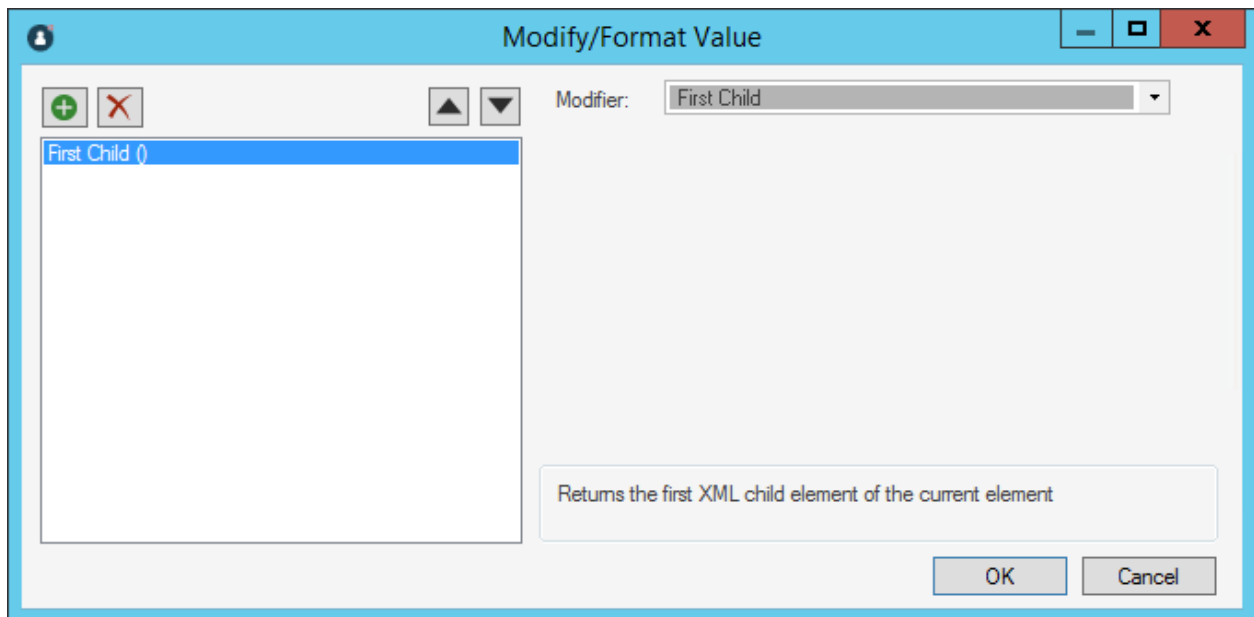 Modify/Format Value
Modifier:
First Child
First Child ()
Returns the first XML child element of the current element
OK
Cancel